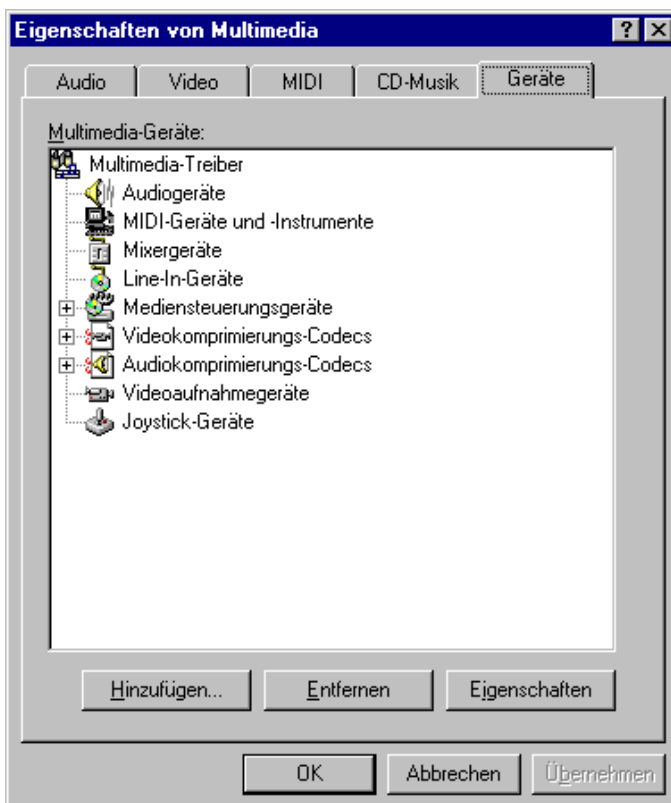 Eigenschaften von Multimedia
Audio Video MIDI CD-Musik Geräte
Multimedia-Geräte:
Multimedia-Treiber
Audiogeräte
MIDI-Geräte und -Instrumente
Mixergeräte
Line-In-Geräte
Mediensteuerungsgeräte
Videokomprimierungs-Codecs
Audiokomprimierungs-Codecs
Videoaufnahmegeräte
Joystick-Geräte
Hinzufügen... Entfernen Eigenschaften
OK Abbrechen Übernehmen